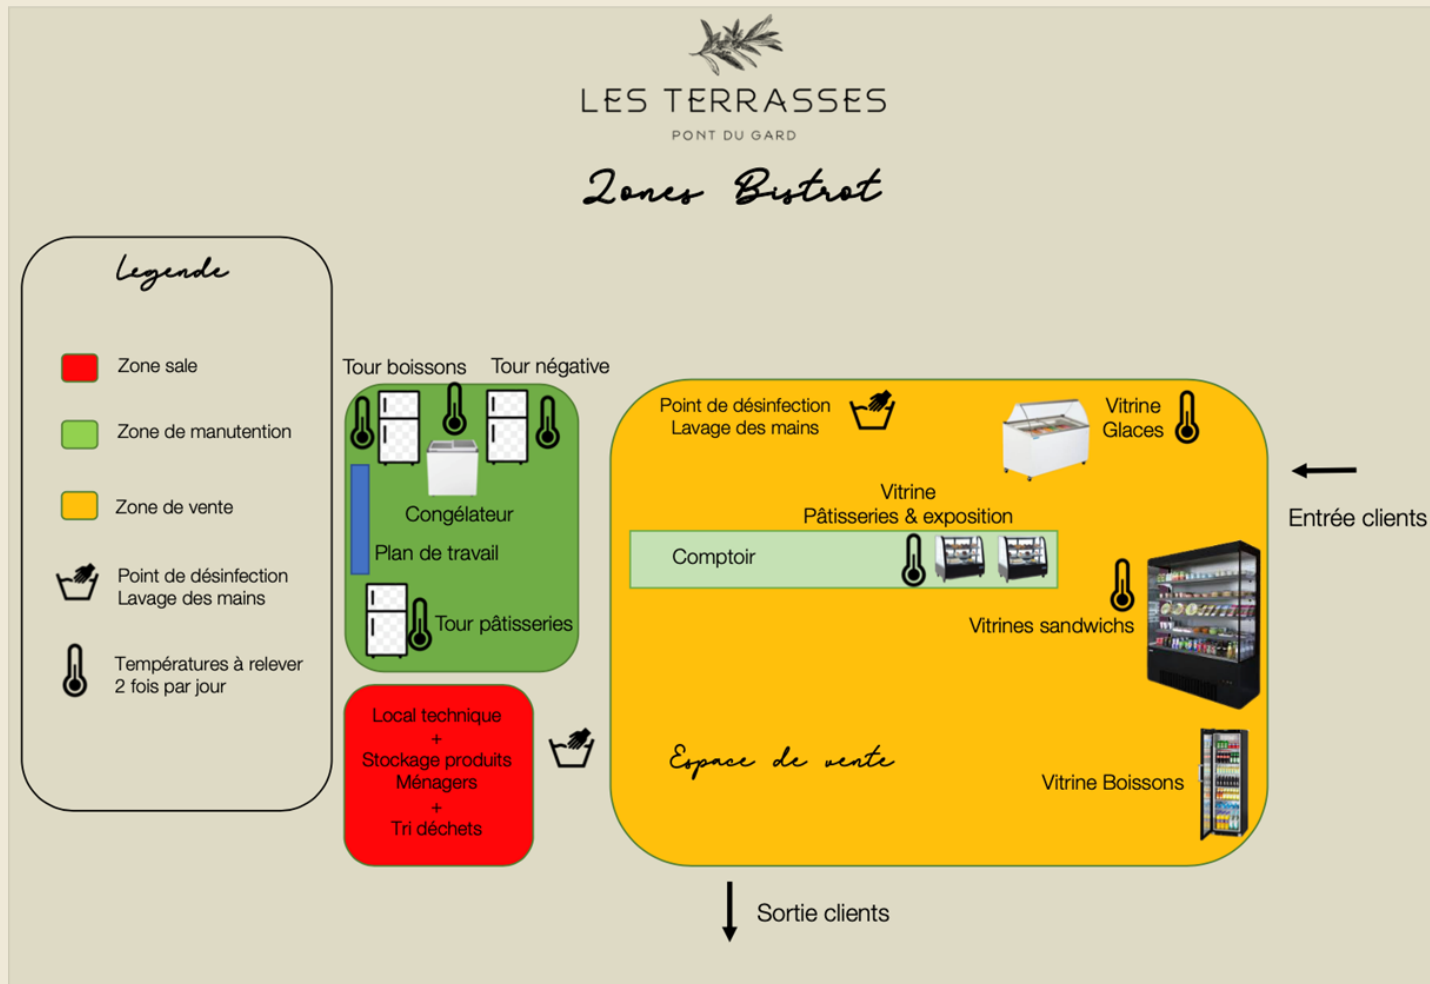 LES TERRASSES
PONT DU GARD
Zones Bistrot
Legende
Zone sale
Zone de manutention
Zone de vente
Point de désinfection
Lavage des mains
Températures à relever
2 fois par jour
Tour boissons
Tour négative
Congélateur
Plan de travail
Tour pâtisseries
Local technique
+
Stockage produits
Ménagers
+
Tri déchets
Point de désinfection
Lavage des mains
Vitrine
Glaces
Vitrine
Pâtisseries & exposition
Comptoir
Vitrines sandwichs
Espace de vente
Vitrine Boissons
Entrée clients
Sortie clients